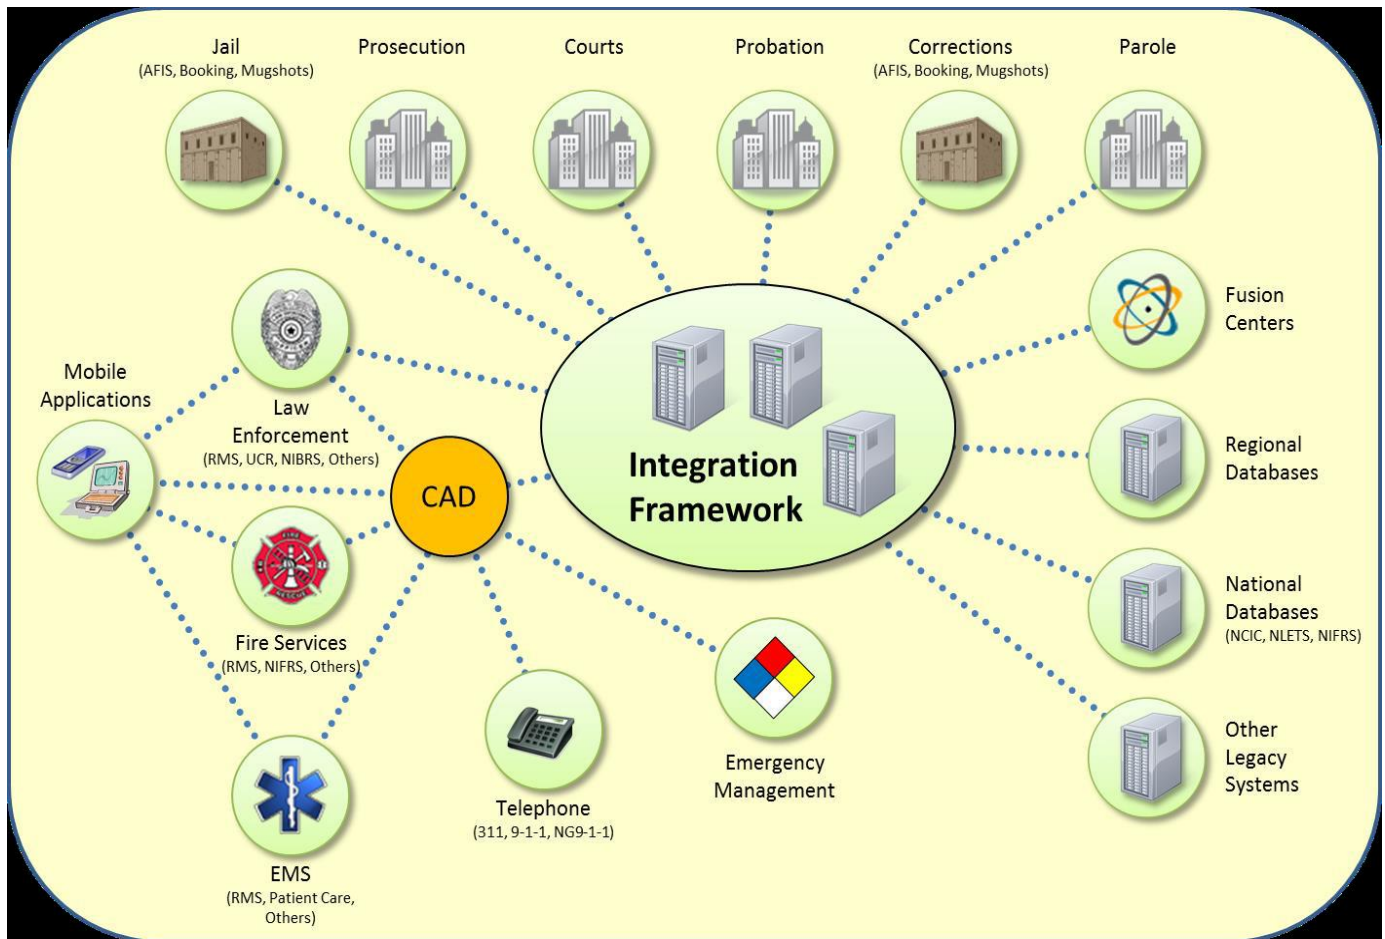 Jail
(AFIS, Booking, Mugshots)
Prosecution
Courts
Probation
Corrections
(AFIS, Booking, Mugshots)
Parole
Fusion
Centers
Mobile
Applications
Law
Enforcement
(RMS, UCR, NIBRS, Others)
Integration
Framework
CAD
Regional
Databases
National
Databases
(NCIC, NLETS, NIFRS)
Fire Services
(RMS, NIFRS, Others)
Other
Legacy
Systems
Emergency
Management
Telephone
(311, 9-1-1, NG9-1-1)
EMS
(RMS, Patient Care,
Others)